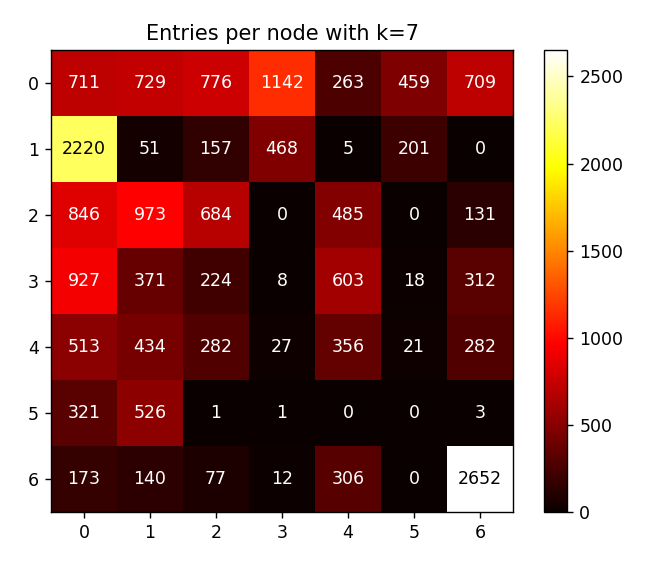 Entries per node with k=7
0 711 729 776 1142 263 459 709
1 2220 51 157 468 5 201 0
2 846 973 684 0 485 0 131
3 927 371 224 8 603 18 312
4 513 434 282 27 356 21 282
5 321 526 1 1 0 0 3
6 173 140 77 12 306 0 2652
0 1 2 3 4 5 6
2500
2000
1500
1000
500
0